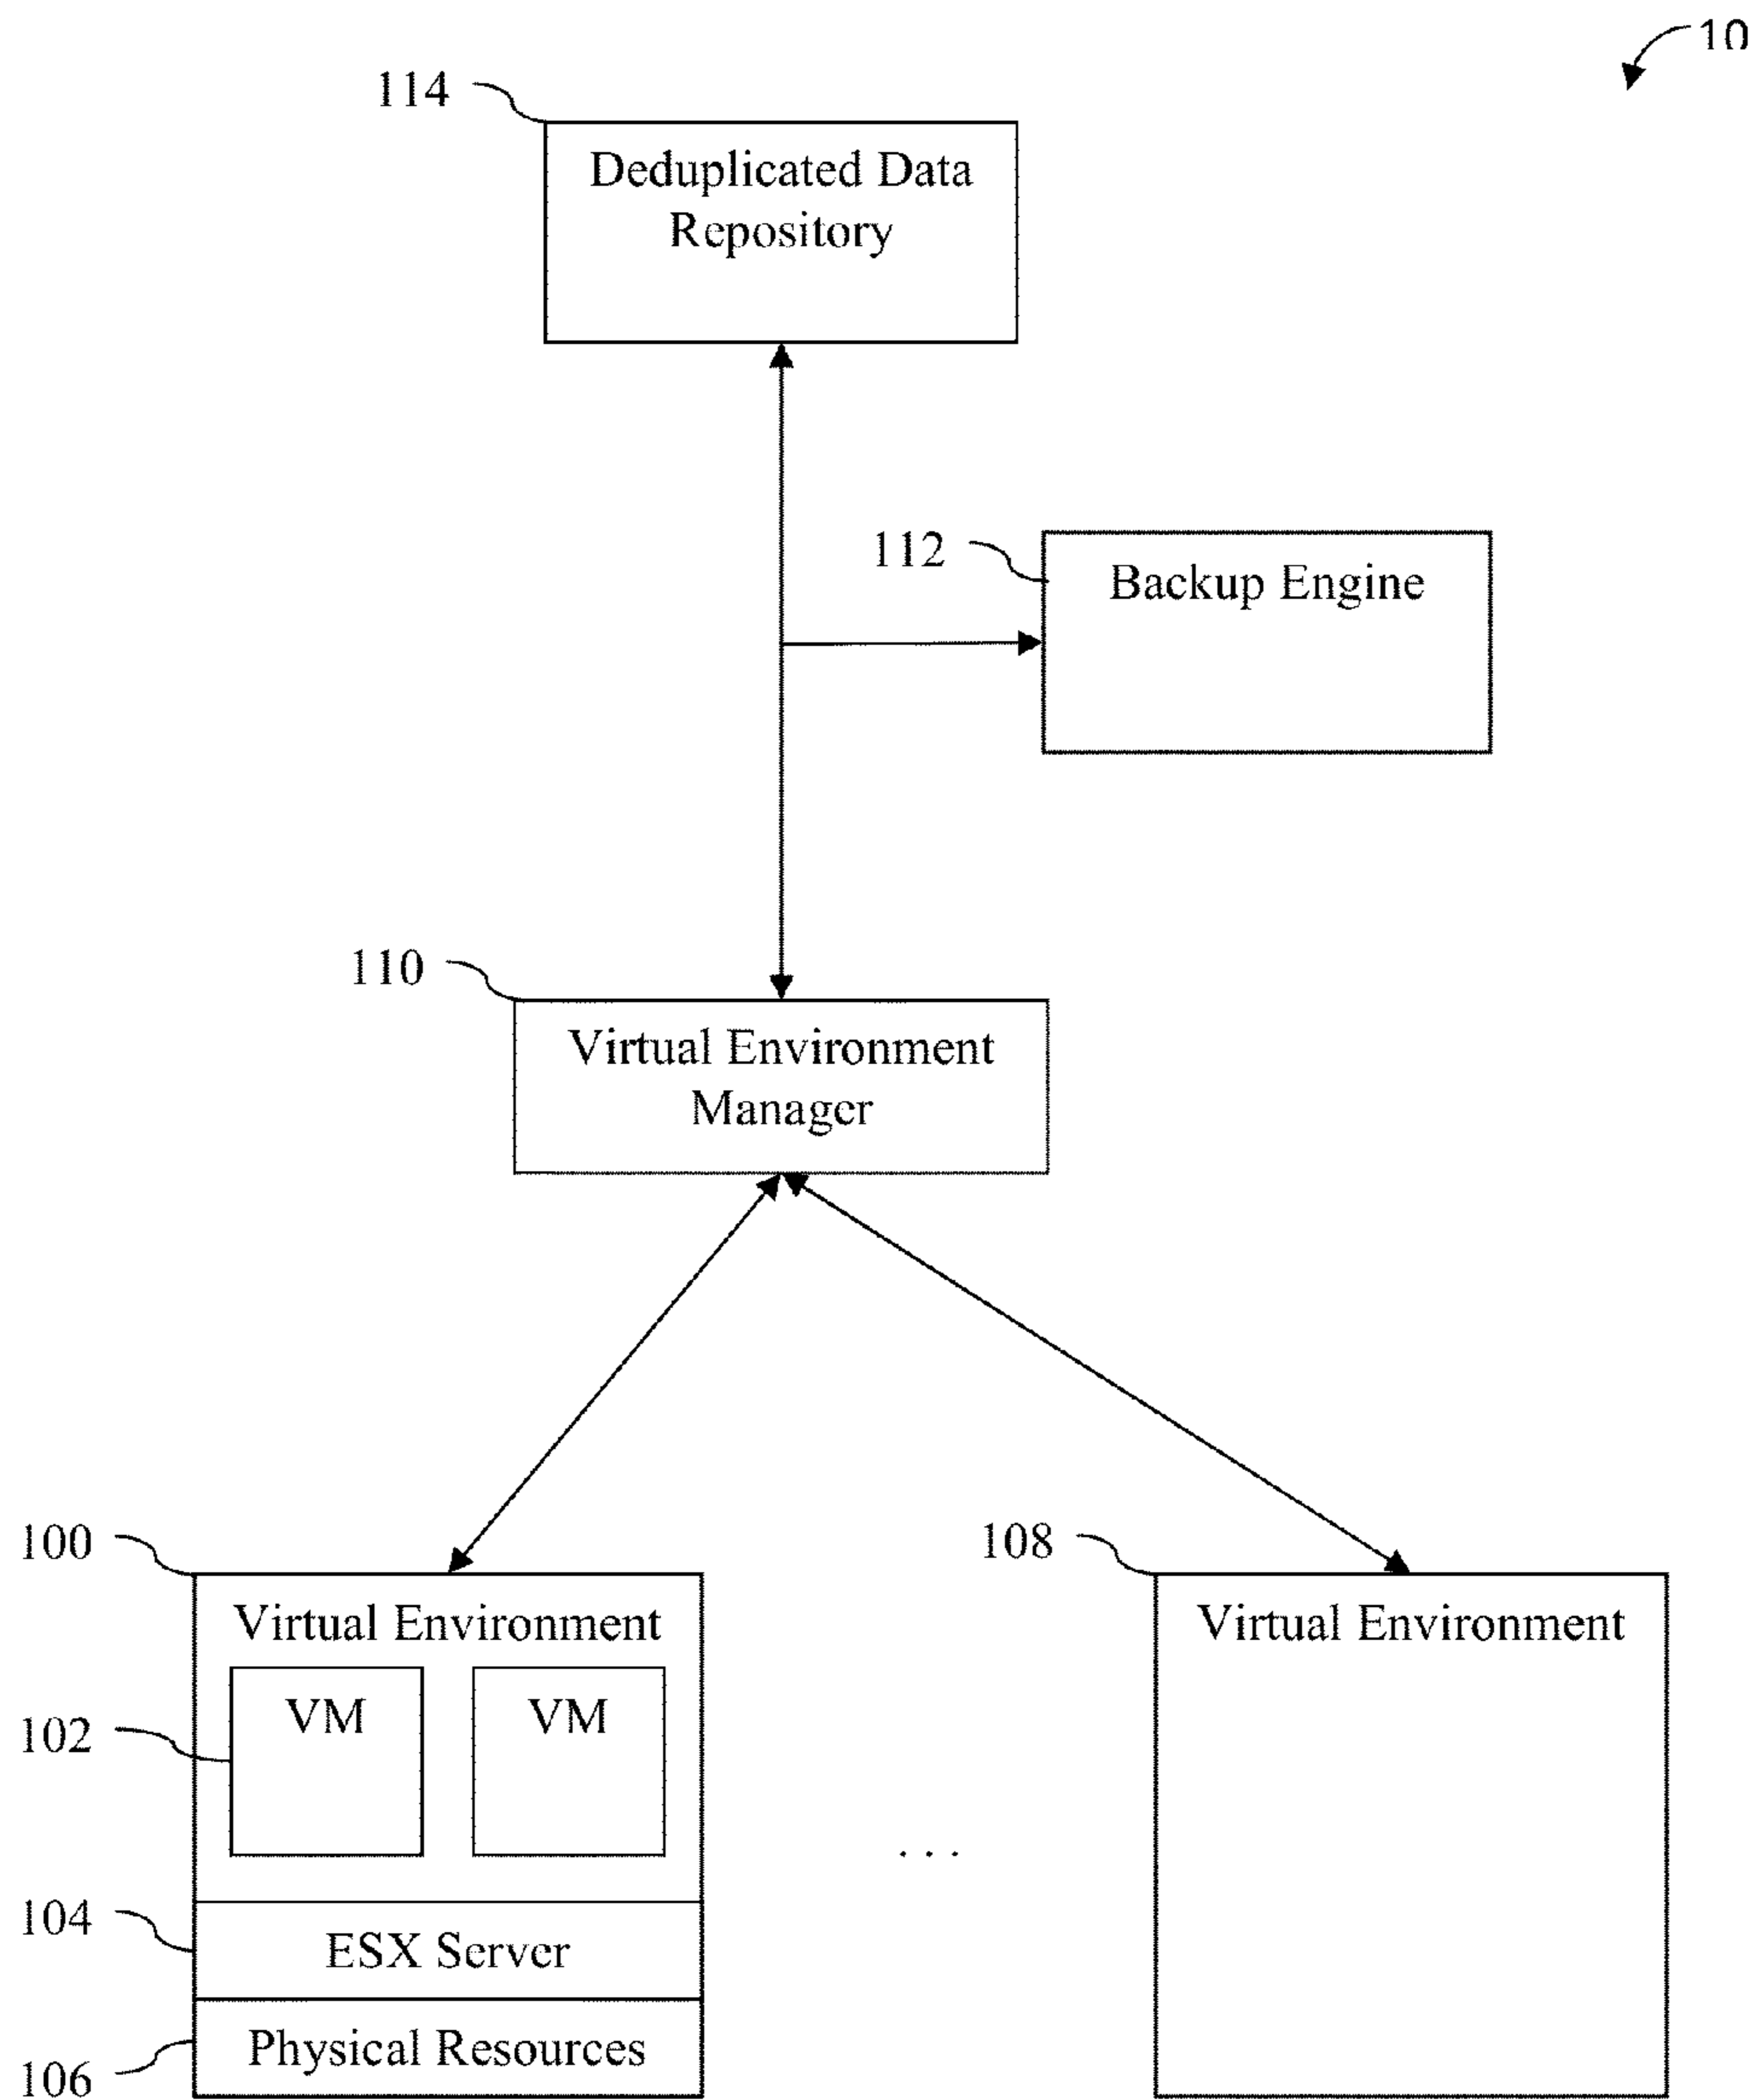 10
114
Deduplicated Data
Repository
112
Backup Engine
110
Virtual Environment
Manager
100
108
Virtual Environment
Virtual Environment
VM
VM
102
. . .
104
ESX Server
Physical Resources
106